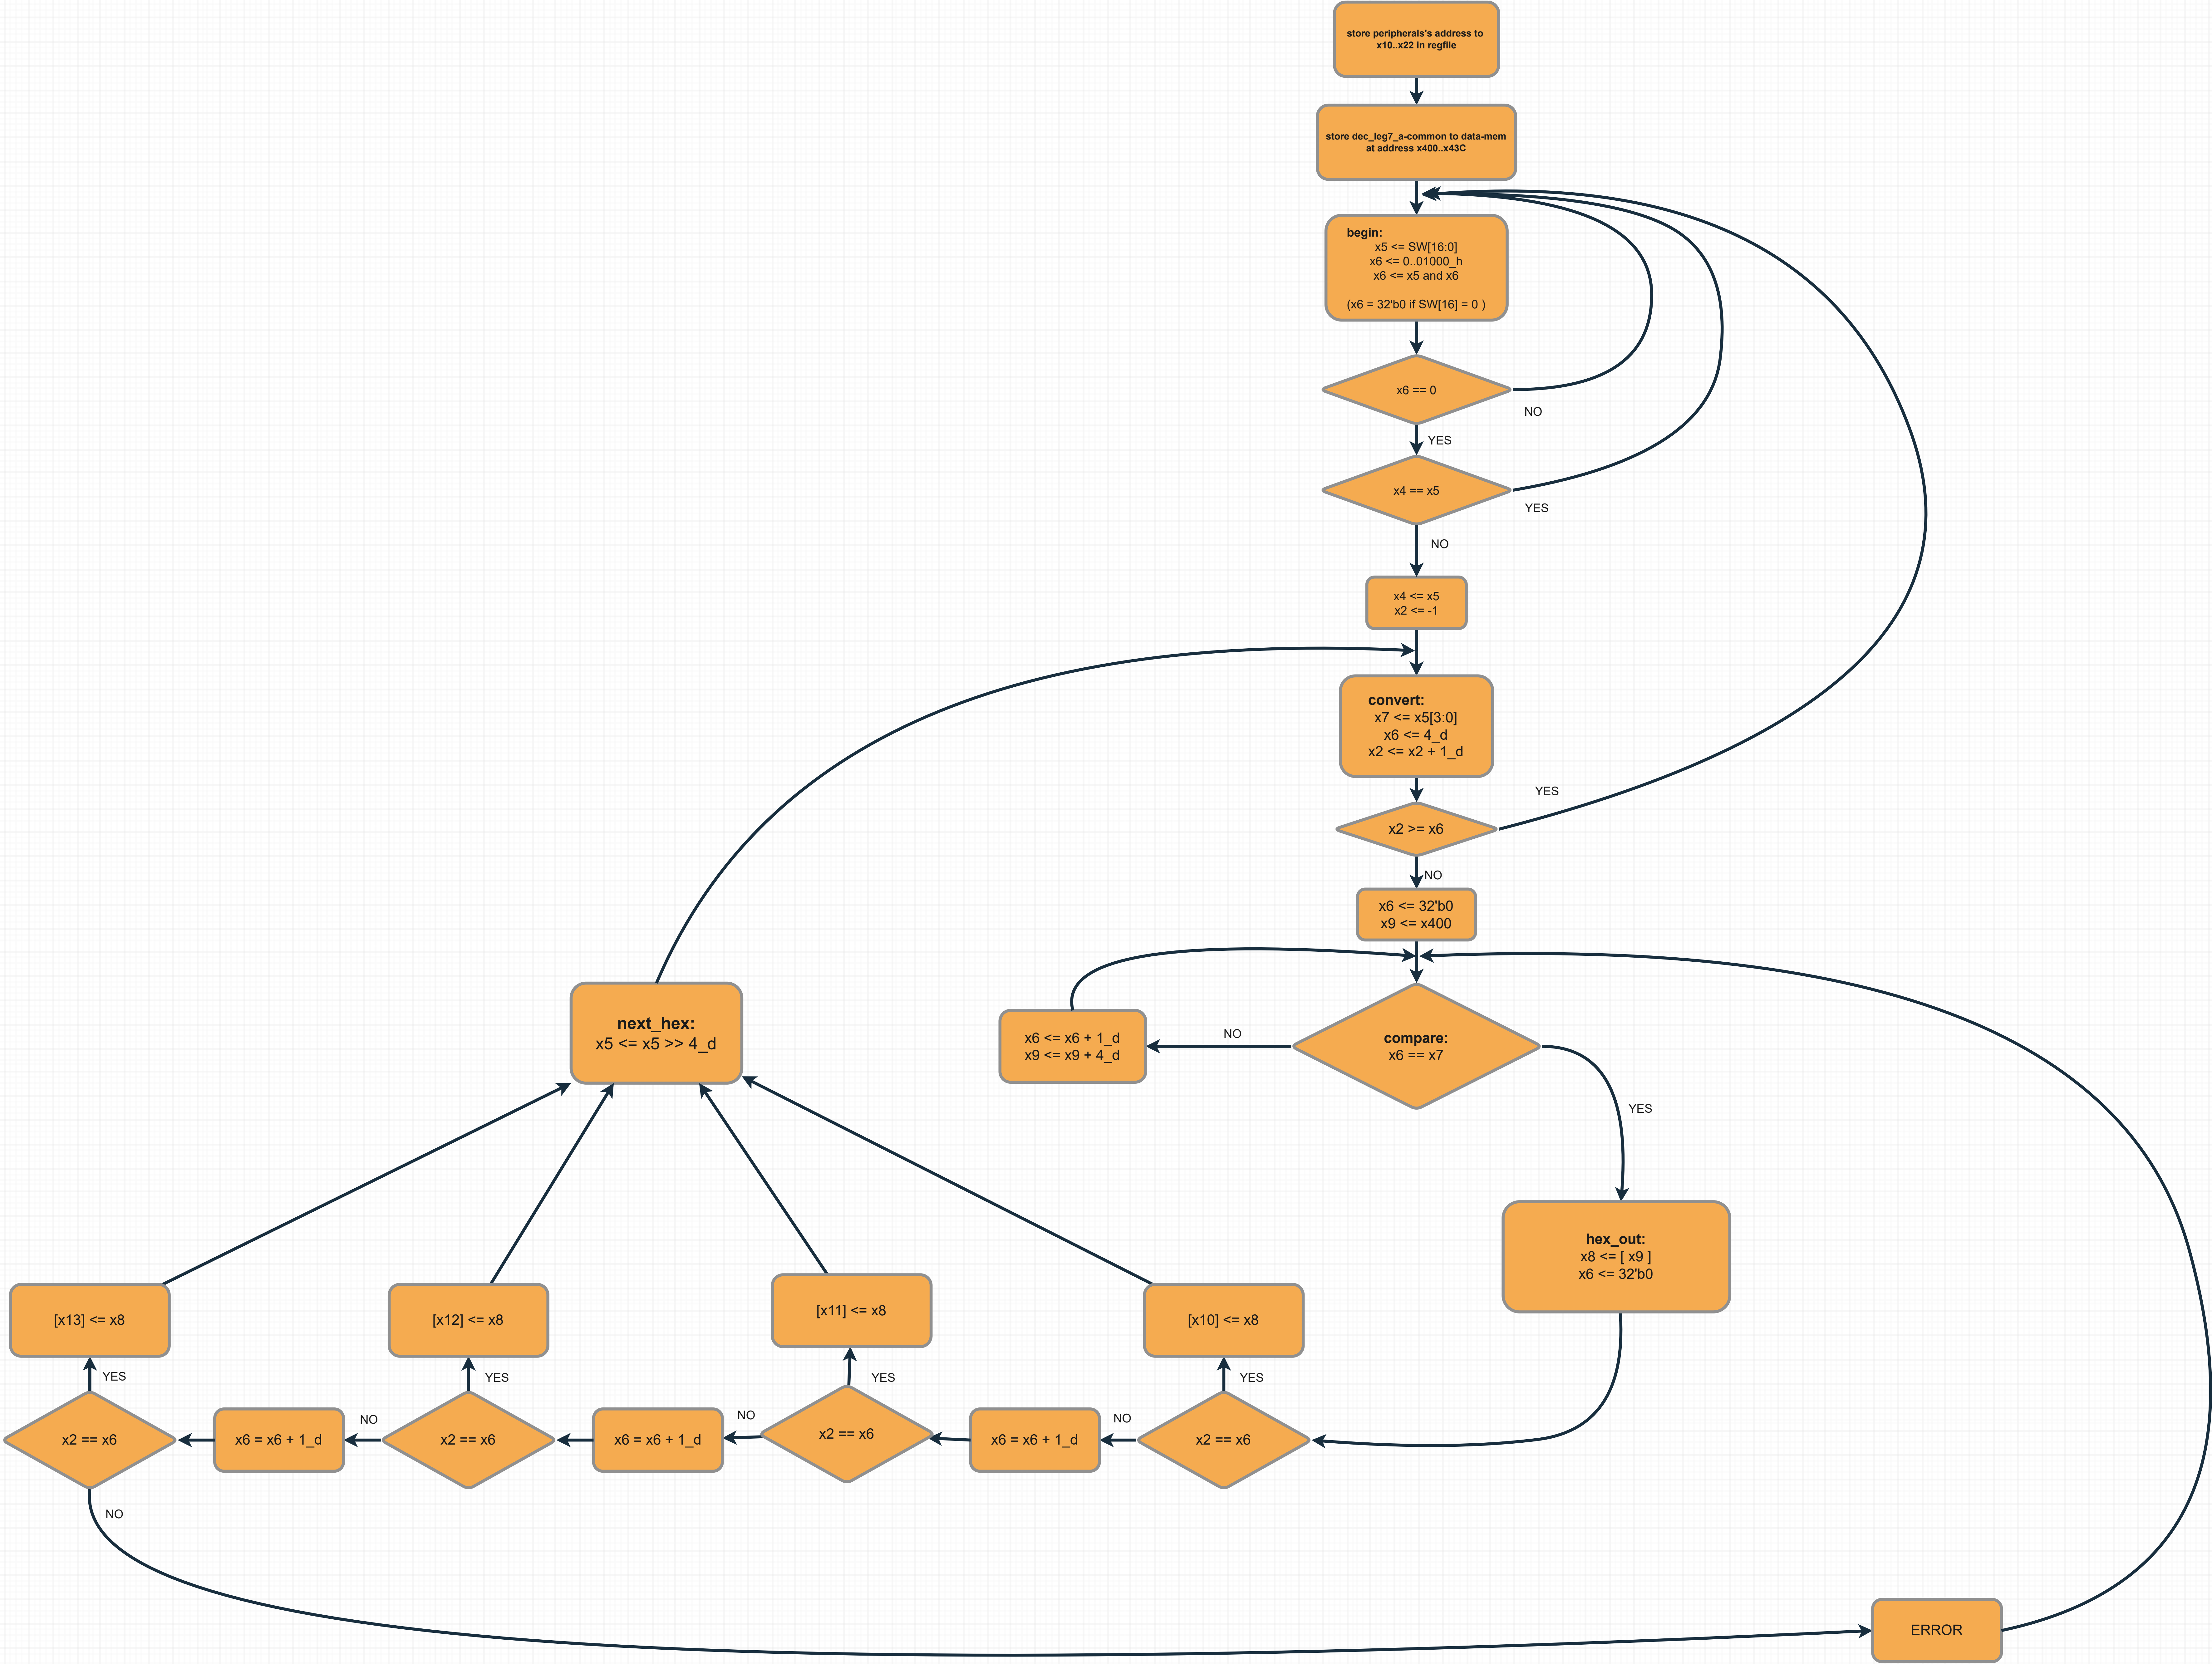 store peripherals's address to
x10..x22 in regfile
store dec_leg7_a-common to data-mem
at address x400..x43C
begin:
x5 <= SW[16:0]
x6 <= 0..01000_h
x6 <= x5 and x6
(x6 = 32'b0 if SW[16] = 0 )
x6 == 0
NO
YES
x4 == x5
YES
NO
x4 <= x5
x2 <= -1
convert:
x7 <= x5[3:0]
x6 <= 4_d
x2 <= x2 + 1_d
YES
x2 >= x6
NO
x6 <= 32'b0
x9 <= x400
next_hex:
x5 <= x5 >> 4_d
x6 <= x6 + 1_d
x9 <= x9 + 4_d
NO
compare:
x6 == x7
YES
hex_out:
x8 <= [ x9 ]
x6 <= 32'b0
[x13] <= x8
[x12] <= x8
[x11] <= x8
[x10] <= x8
YES
YES
YES
YES
x2 == x6
x6 = x6 + 1_d
NO
x2 == x6
x6 = x6 + 1_d
NO
x2 == x6
x6 = x6 + 1_d
NO
x2 == x6
NO
ERROR